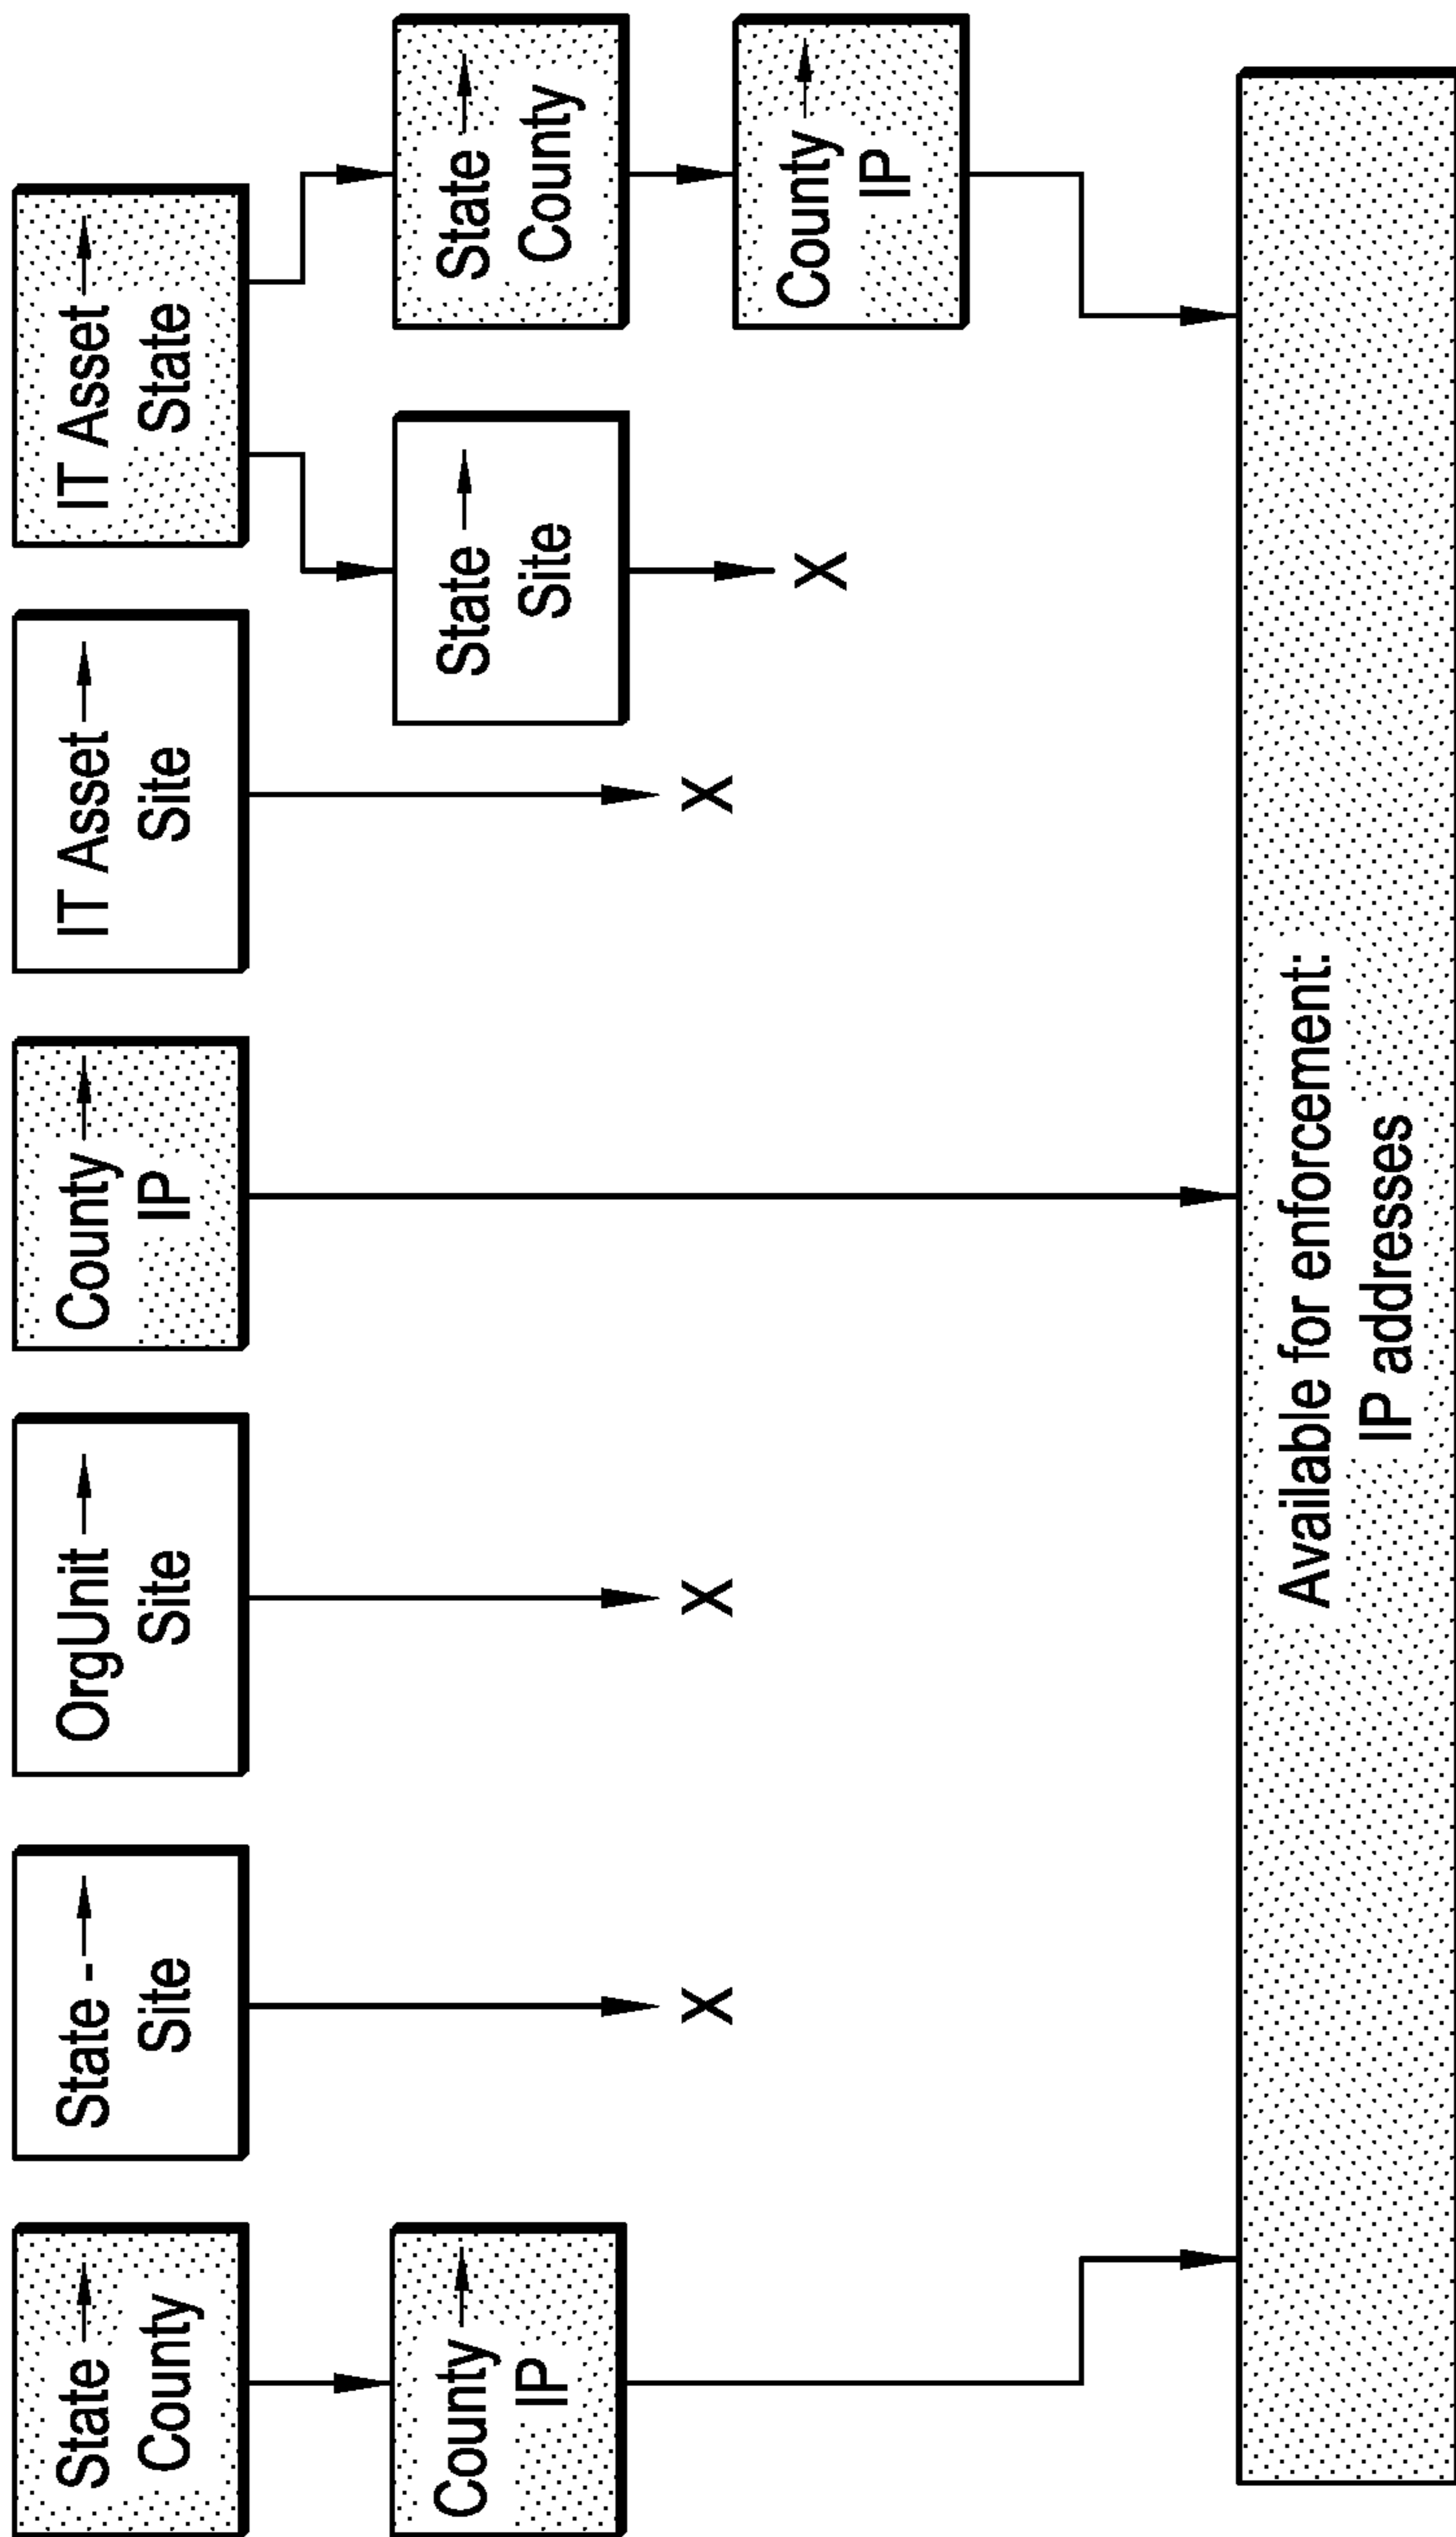 State →
County
State - →
Site
OrgUnit →
Site
County →
IP
IT Asset →
Site
IT Asset →
State
County →
IP
State →
Site
State →
County
X
X
X
X
County →
IP
Available for enforcement:
IP addresses